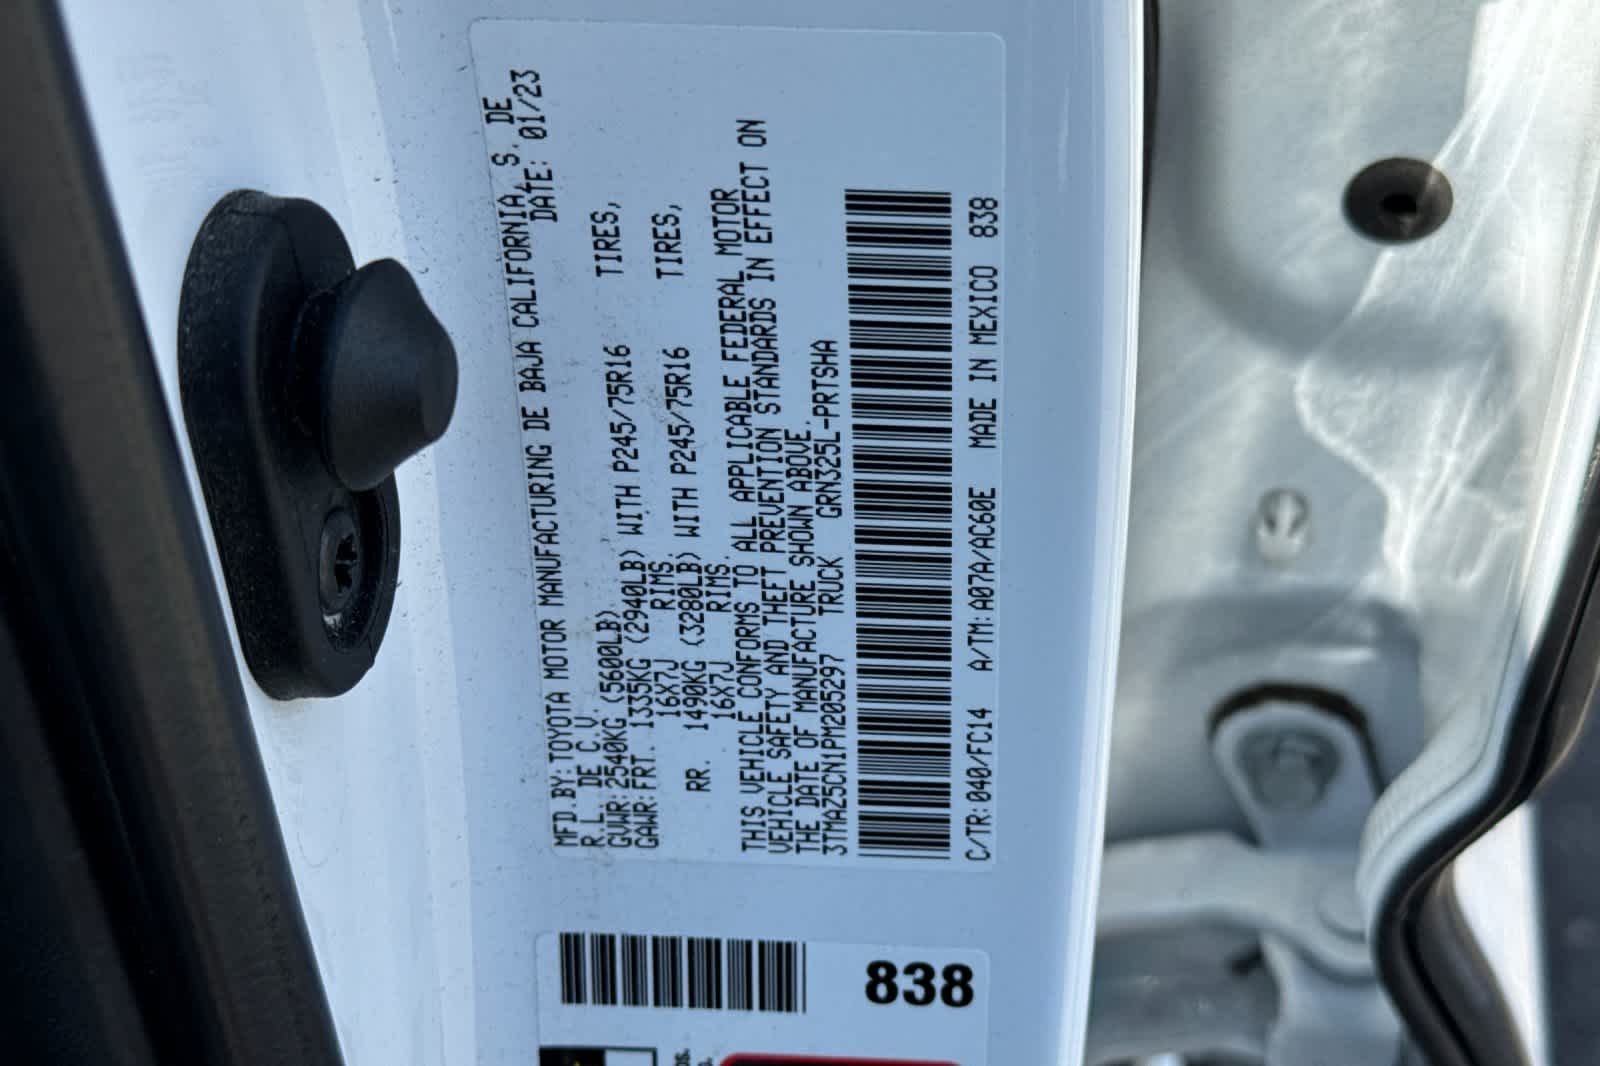 MFD.BY:TOYOTA MOTOR MANUFACTURING DE BAJA CALIFORNIA, S. DE
R.L. DE C.V. DATE: 01/23
GVWR:2540KG (5600LB)
GAWR:FRT. 1335KG (2940LB) WITH P245/75R16 TIRES,
16X7J RIMS.
RR. 1490KG (3280LB) WITH P245/75R16 TIRES,
16X7J RIMS.
THIS VEHICLE CONFORMS TO ALL APPLICABLE FEDERAL MOTOR
VEHICLE SAFETY AND THEFT PREVENTION STANDARDS IN EFFECT ON
THE DATE OF MANUFACTURE SHOWN ABOVE.
3TMAZ5CN1PM205297 TRUCK GRN325L-PRTSHA
C/TR:040/FC14 A/TM:A07A/AC60E MADE IN MEXICO 838
838